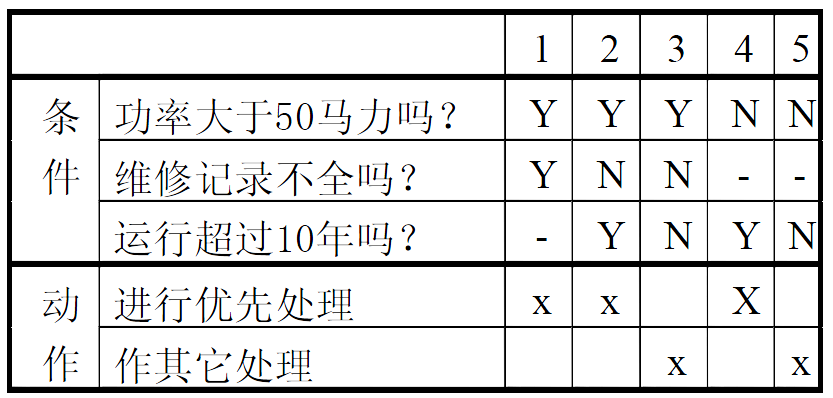 1 2 3 4 5
条件 功率大于50马力吗? Y Y Y N N
维修记录不全吗? Y N N - -
运行超过10年吗? - Y N Y N
动作 进行优先处理 x x X
作其它处理 x x